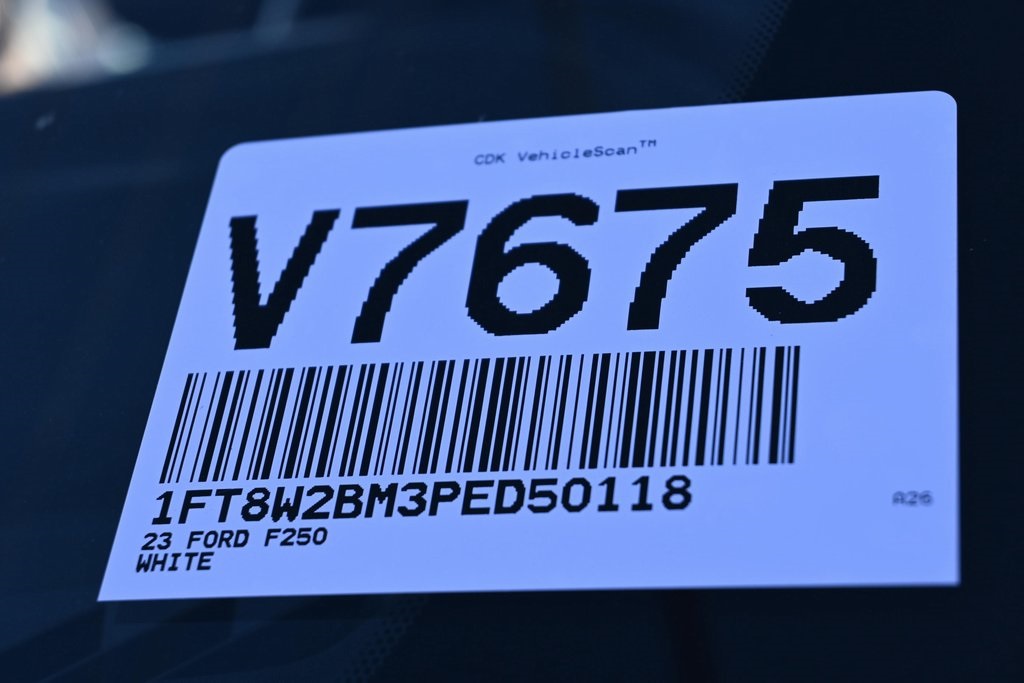 CDK VehicleScan™
V7675
1FT8W2BM3PED50118
A26
23 FORD F250
WHITE